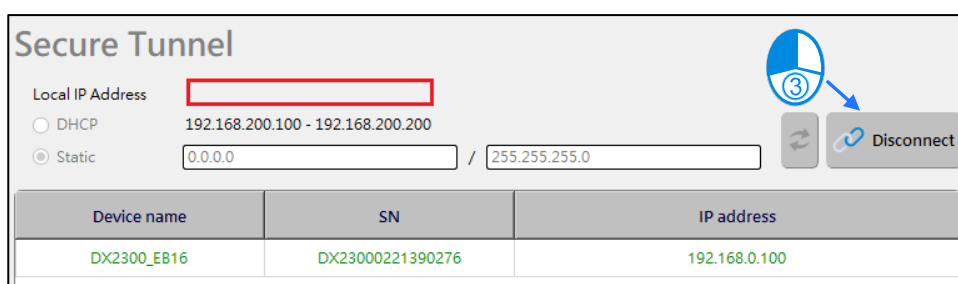 Secure Tunnel
Local IP Address
DHCP 192.168.200.100 - 192.168.200.200
Static 0.0.0.0 / 255.255.255.0
③ Disconnect
Device name SN IP address
DX2300_EB16 DX23000221390276 192.168.0.100